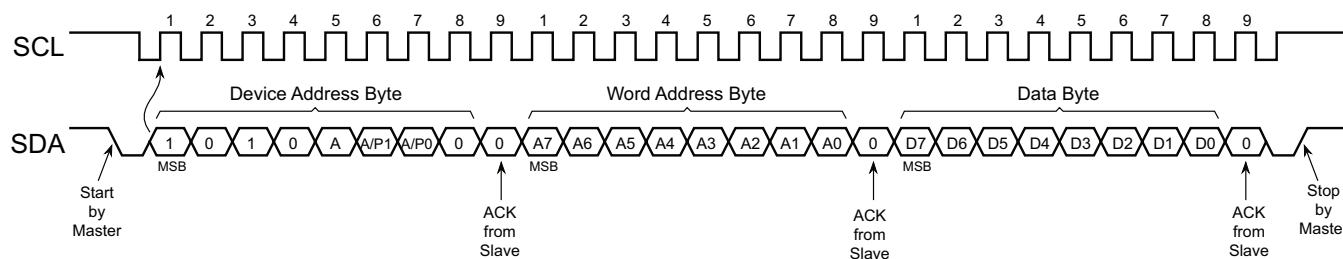 1 2 3 4 5 6 7 8 9 1 2 3 4 5 6 7 8 9 1 2 3 4 5 6 7 8 9
SCL
Device Address Byte Word Address Byte Data Byte
SDA 1 0 1 0 A A/P1 A/P0 0 0 A7 A6 A5 A4 A3 A2 A1 A0 0 D7 D6 D5 D4 D3 D2 D1 D0 0
MSB MSB MSB
Start
by
Master
ACK
from
Slave
ACK
from
Slave
ACK
from
Slave
Stop
by
Maste